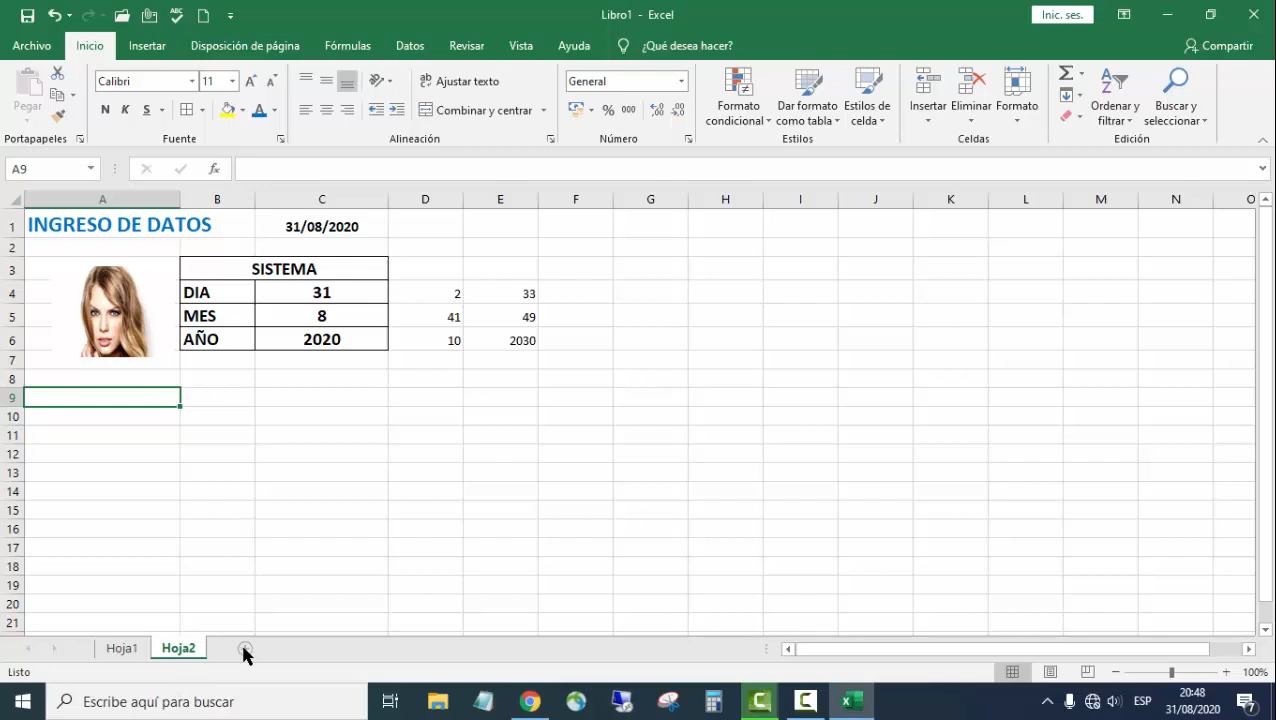 Libro1 - Excel
Inic. ses.
Archivo Inicio Insertar Disposición de página Fórmulas Datos Revisar Vista Ayuda ¿Qué desea hacer? Compartir
Pegar
Calibri 11
Ajustar texto
General
N K S
Combinar y centrar
% 000
Formato condicional
Dar formato como tabla
Estilos de celda
Insertar Eliminar Formato
Ordenar y filtrar
Buscar y seleccionar
Portapapeles Fuente Alineación Número Estilos Celdas Edición
A9 fx
A B C D E F G H I J K L M N O
1 INGRESO DE DATOS 31/08/2020
2
3 SISTEMA
4 DIA 31 2 33
5 MES 8 41 49
6 AÑO 2020 10 2030
7
8
9
10
11
12
13
14
15
16
17
18
19
20
21
Hoja1 Hoja2
Listo 100%
Escribe aquí para buscar
ESP
20:48
31/08/2020
7